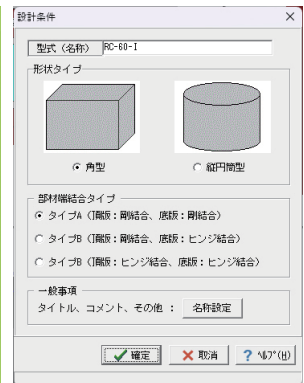 設計条件
型式（名称） RC-60-I
形状タイプ
角型 縦円筒型
部材端結合タイプ
タイプA（頂版：剛結合、底版：剛結合）
タイプB（頂版：剛結合、底版：ヒンジ結合）
タイプB（頂版：ヒンジ結合、底版：ヒンジ結合）
一般事項
タイトル、コメント、その他 ： 名称設定
確定 取消 ? ﾍﾙﾌﾟ(H)